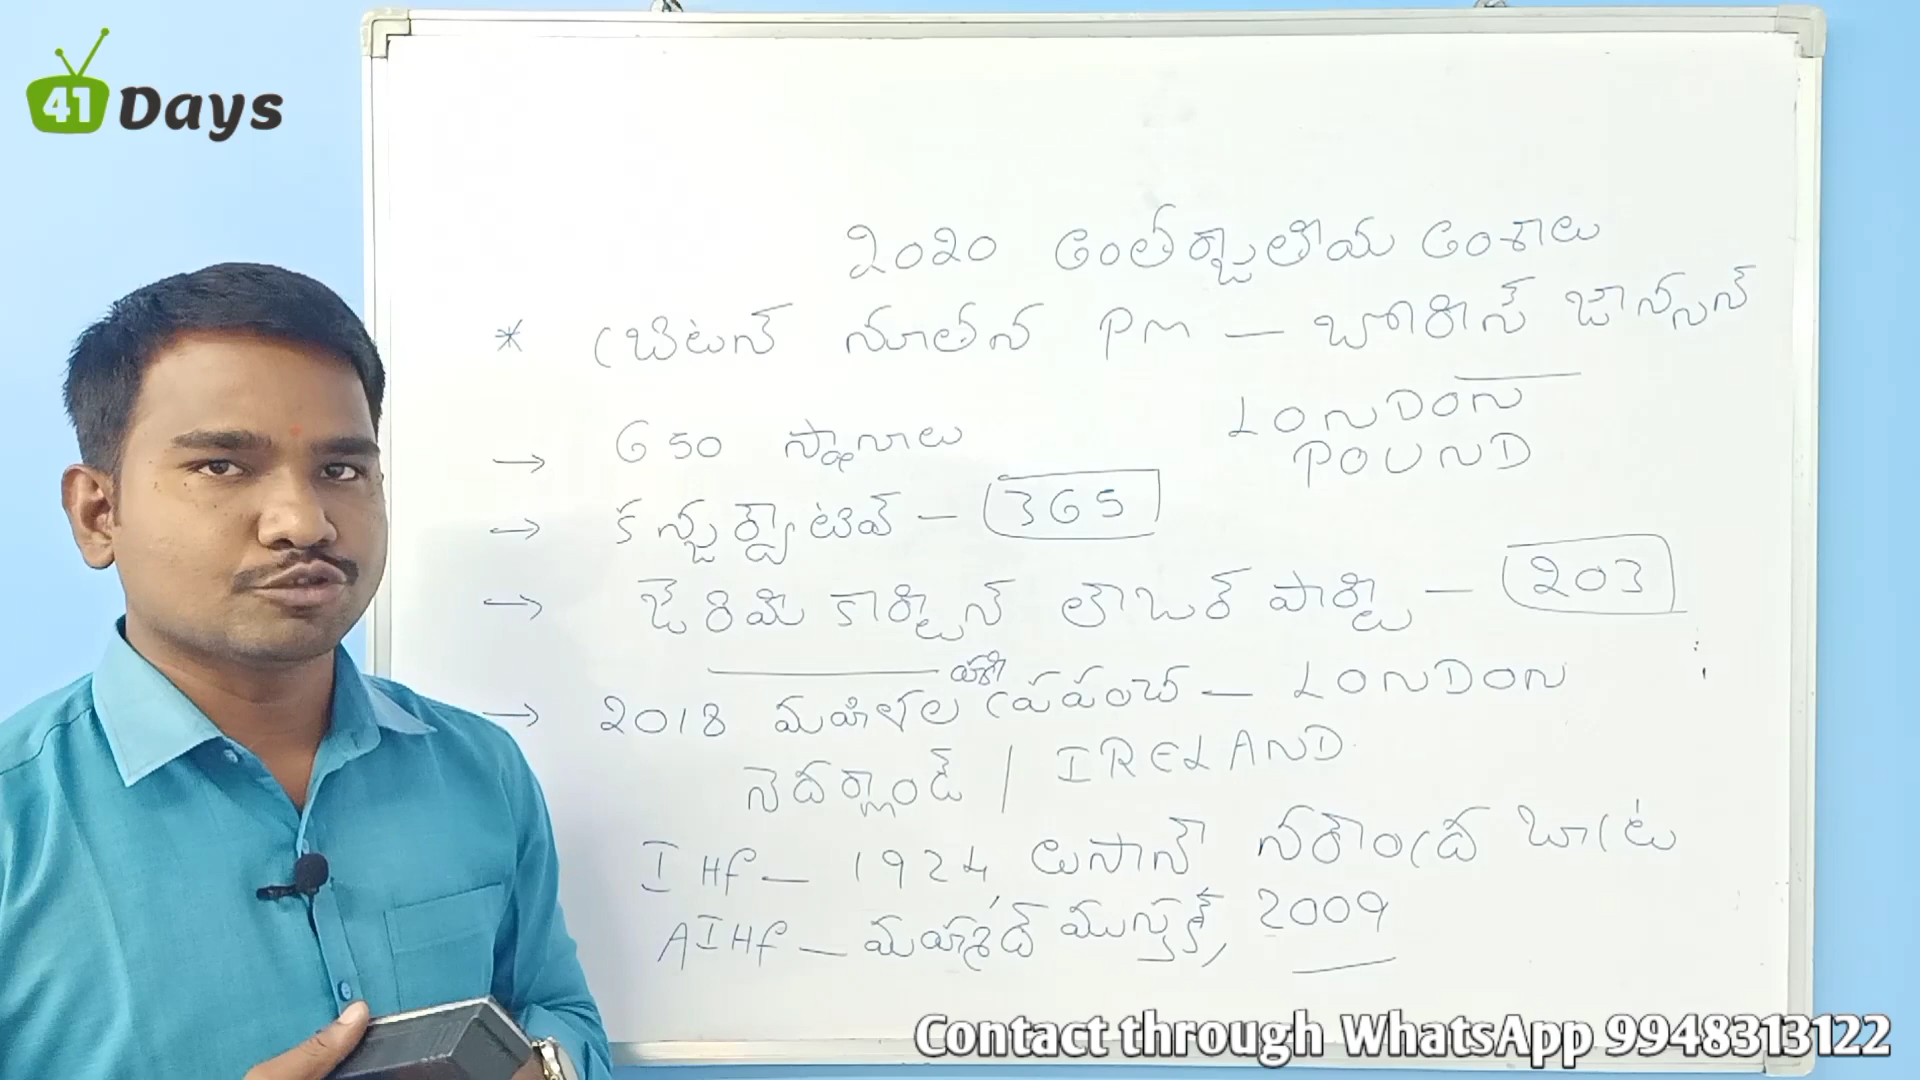 41 Days
2020 అంతర్జాతీయ అంశాలు
* బ్రిటన్ నూతన PM – బోరిస్ జాన్సన్
→ 650 స్థానాలు
LONDON
POUND
→ కన్జర్వ్యాటివ్ – 365
→ జెరిమి కార్బిన్ లేబర్ పార్టి – 203
→ 2018 మహిళల హాకీ ప్రపంచ – LONDON
నెదర్లాండ్ / IRELAND
IHF – 1924, లుసానే నరేంద్ర బాత్ర
AIHF – మహ్మద్ ముస్తాక్, 2009
Contact through WhatsApp 9948313122